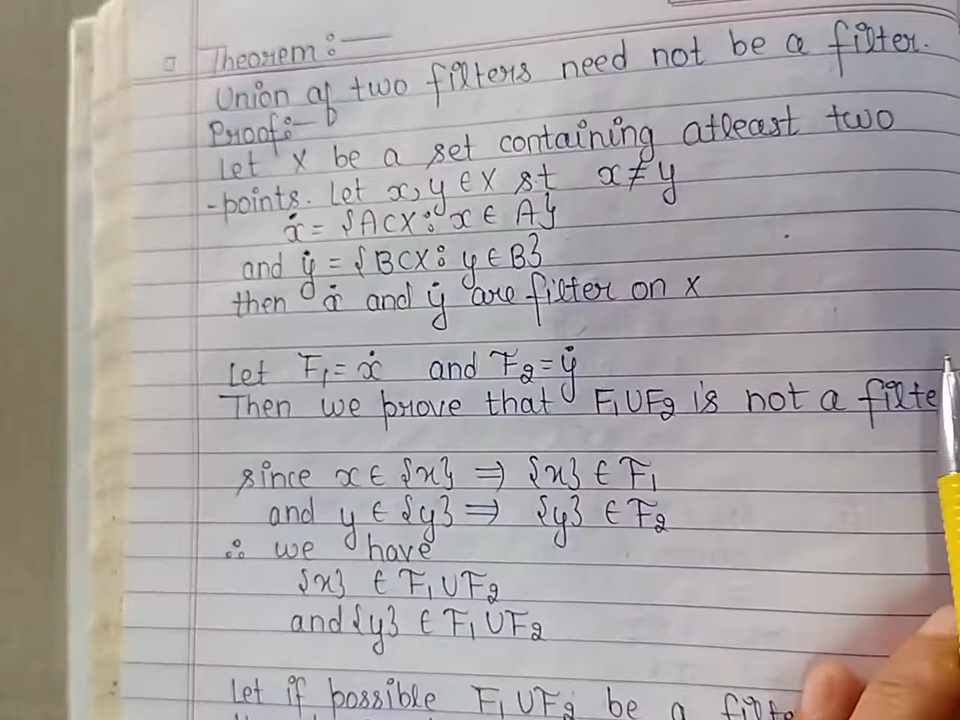 Theorem:—
Union of two filters need not be a filter.
Proof:—
Let X be a set containing atleast two
-points. Let x, y ∈ X s.t x ≠ y
ẋ = {A⊂X: x ∈ A}
and ẏ = {B⊂X: y ∈ B}
then ẋ and ẏ are filter on X
Let F₁ = ẋ and F₂ = ẏ
Then we prove that F₁∪F₂ is not a filte
since x ∈ {x} ⇒ {x} ∈ F₁
and y ∈ {y} ⇒ {y} ∈ F₂
∴ we have
{x} ∈ F₁∪F₂
and {y} ∈ F₁∪F₂
Let if possible F₁∪F₂ be a filte